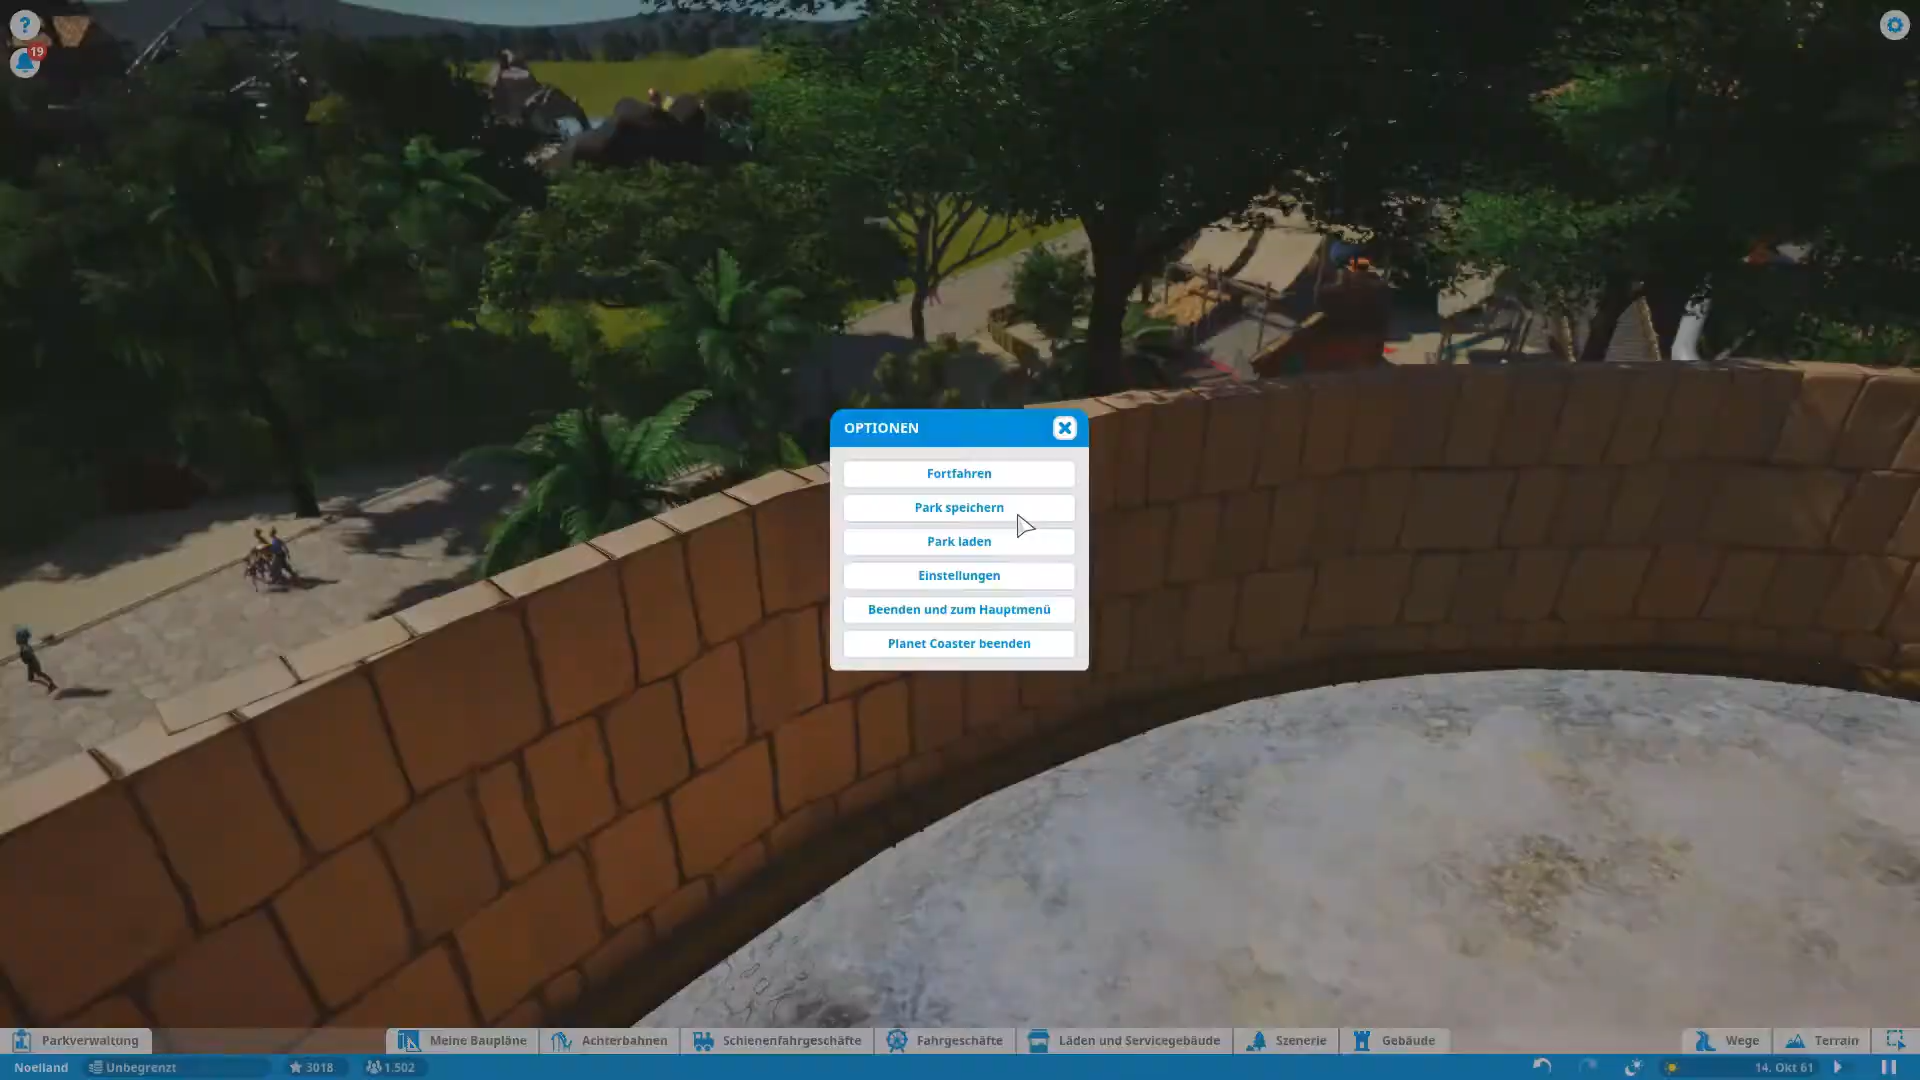 ?
19
OPTIONEN
Fortfahren
Park speichern
Park laden
Einstellungen
Beenden und zum Hauptmenü
Planet Coaster beenden
Parkverwaltung
Meine Baupläne
Achterbahnen
Schienenfahrgeschäfte
Fahrgeschäfte
Läden und Servicegebäude
Szenerie
Gebäude
Wege
Terrain
Noelland
Unbegrenzt
3018
1.502
14. Okt 61